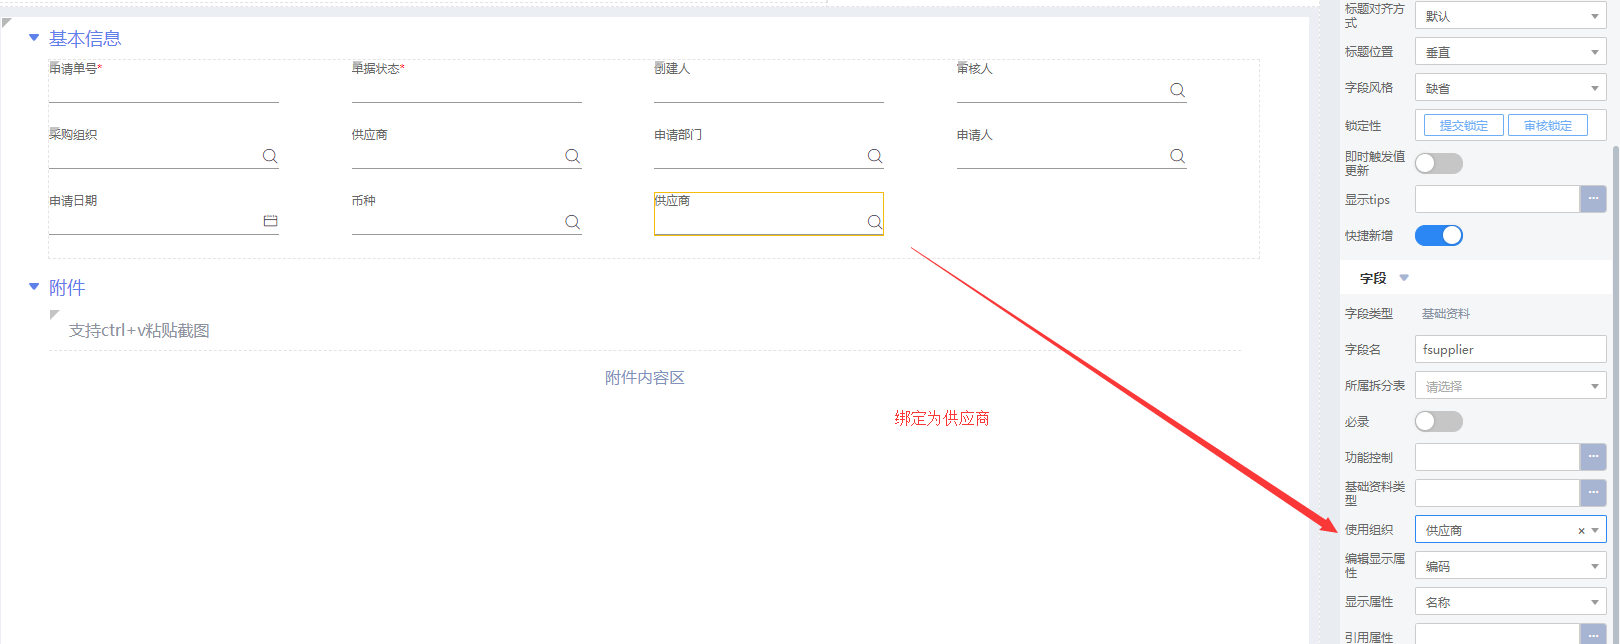 基本信息
申请单号*
单据状态*
创建人
审核人
采购组织
供应商
申请部门
申请人
申请日期
币种
供应商
附件
支持ctrl+v粘贴截图
附件内容区
绑定为供应商
标题对齐方式
默认
标题位置
垂直
字段风格
缺省
锁定性
提交锁定
审核锁定
即时触发值更新
显示tips
...
快捷新增
字段
字段类型
基础资料
字段名
fsupplier
所属拆分表
请选择
必录
功能控制
...
基础资料类型
...
使用组织
供应商
×
编辑显示属性
编码
显示属性
名称
引用属性
...